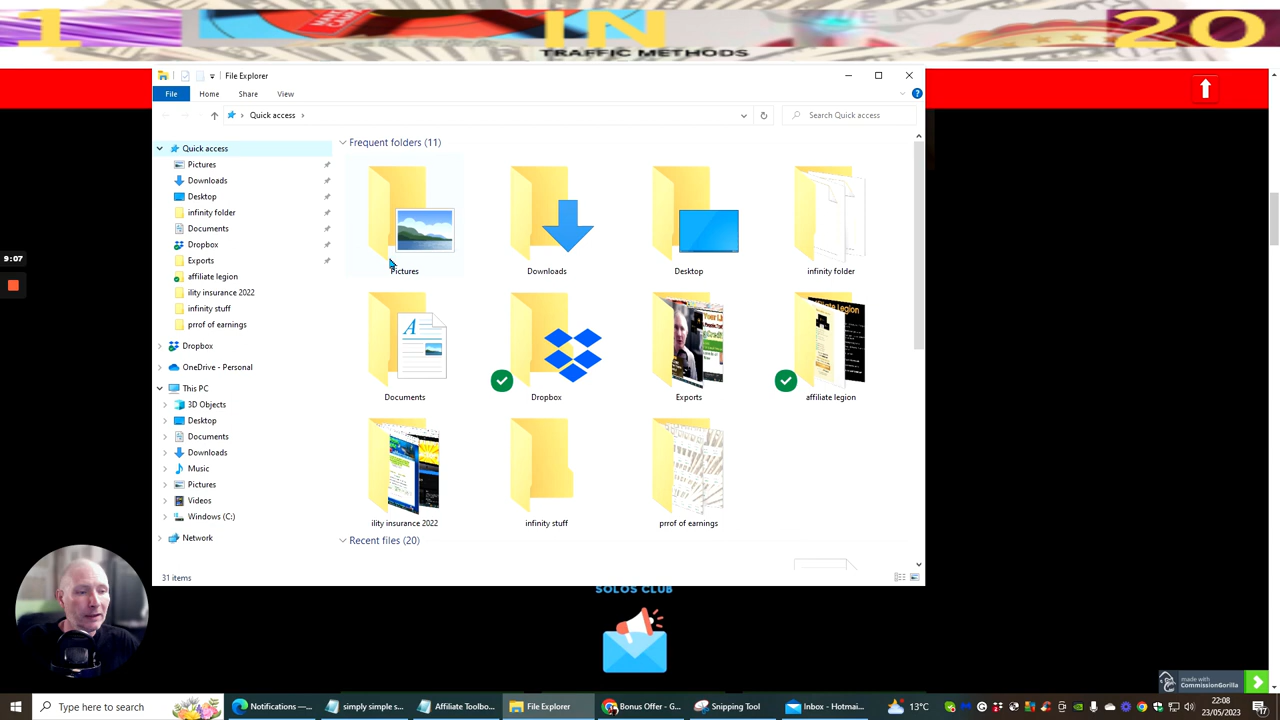 1 IN 20
TRAFFIC METHODS
File Explorer
File Home Share View
Quick access
Search Quick access
Quick access
Pictures
Downloads
Desktop
infinity folder
Documents
Dropbox
Exports
affiliate legion
ility insurance 2022
infinity stuff
prrof of earnings
Dropbox
OneDrive - Personal
This PC
3D Objects
Desktop
Documents
Downloads
Music
Pictures
Videos
Windows (C:)
Network
Frequent folders (11)
Pictures Downloads Desktop infinity folder
Documents Dropbox Exports affiliate legion
ility insurance 2022 infinity stuff prrof of earnings
Recent files (20)
31 items
9:07
SOLOS CLUB
made with
CommissionGorilla
Type here to search
Notifications —...
simply simple s...
Affiliate Toolbo...
File Explorer
Bonus Offer - G...
Snipping Tool
Inbox - Hotmai...
13°C
22:08
23/05/2023